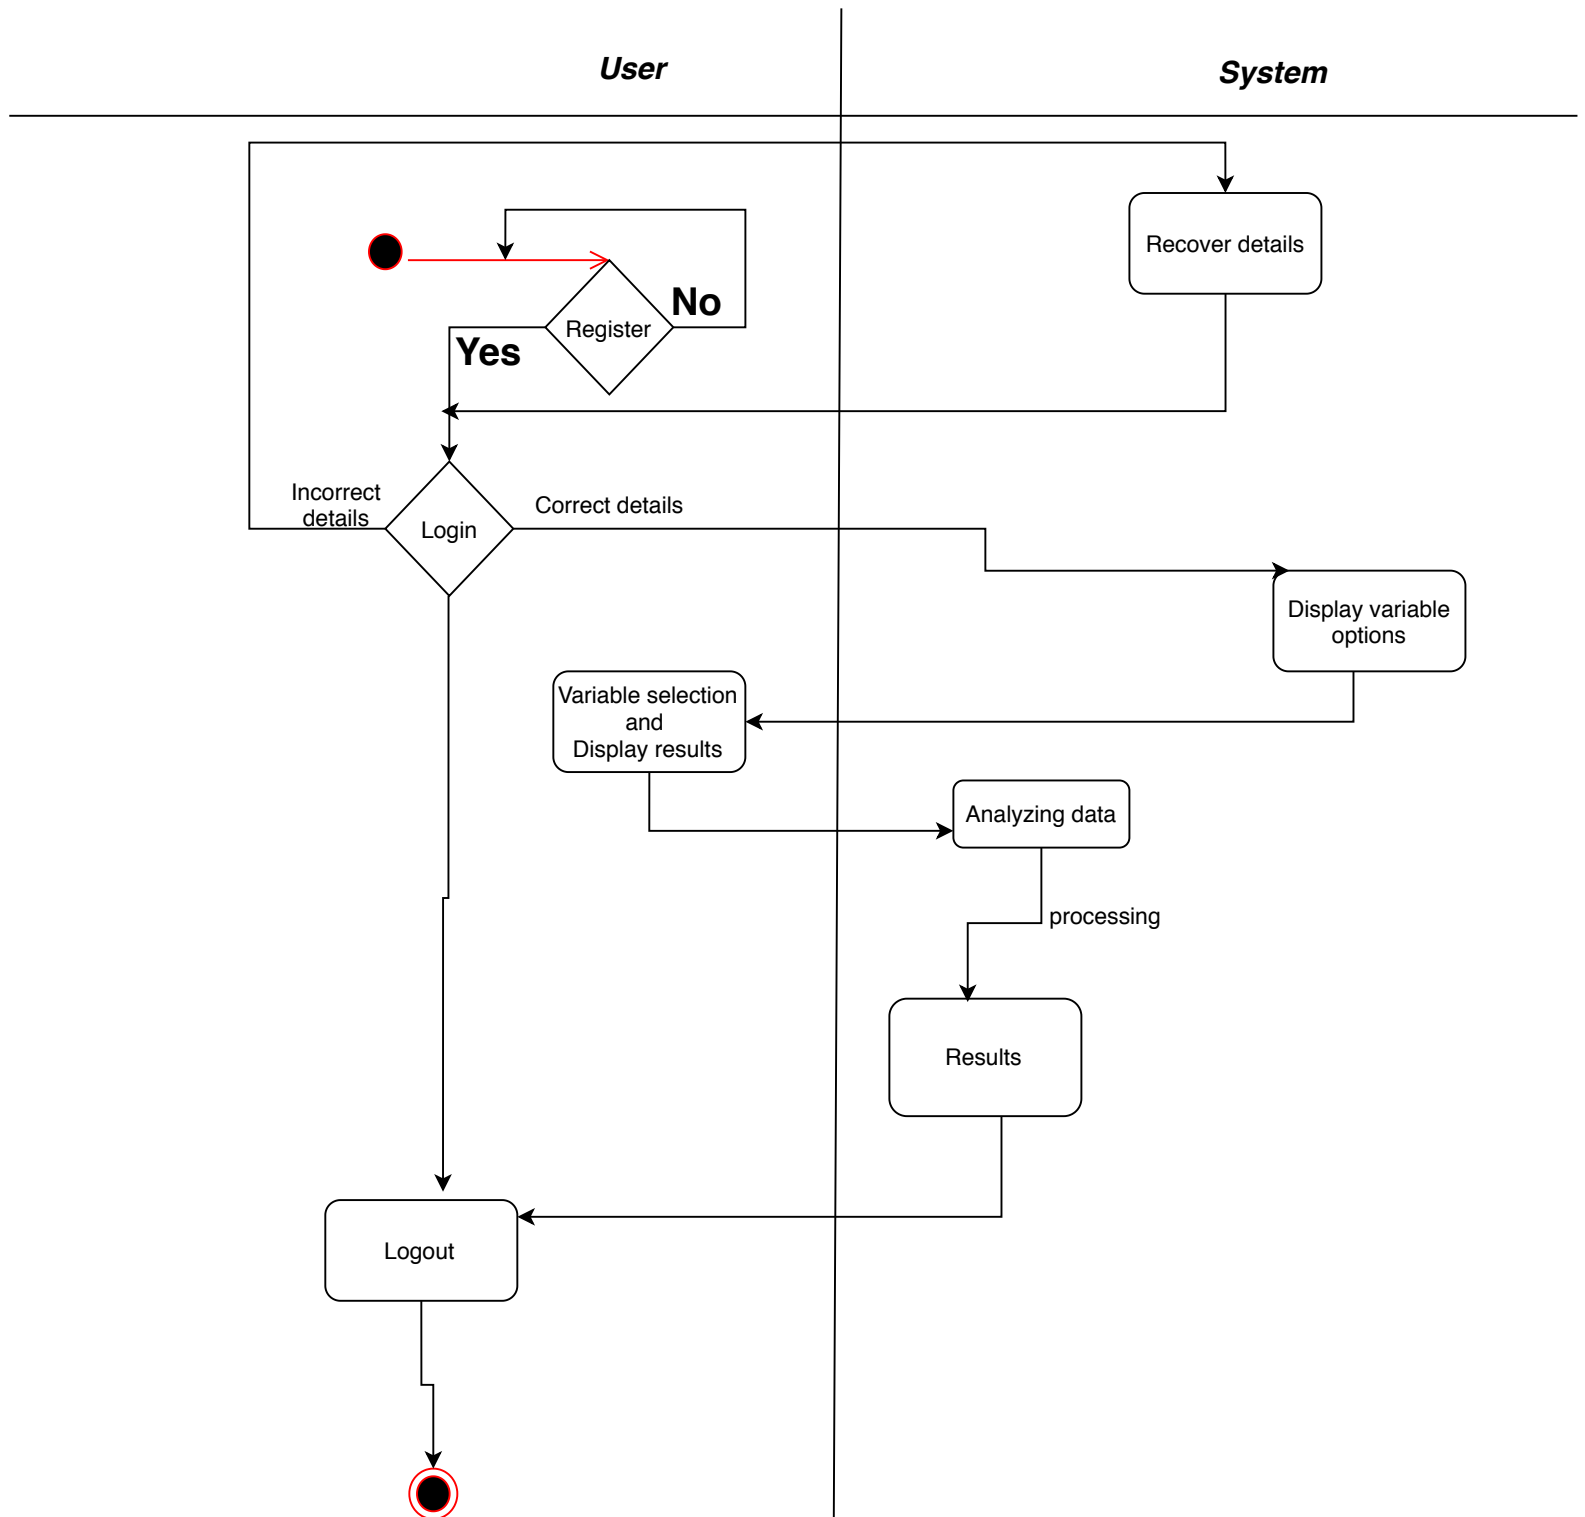 User
System
Recover details
No
Register
Yes
Incorrect
details
Correct details
Login
Display variable
options
Variable selection
and
Display results
Analyzing data
processing
Results
Logout